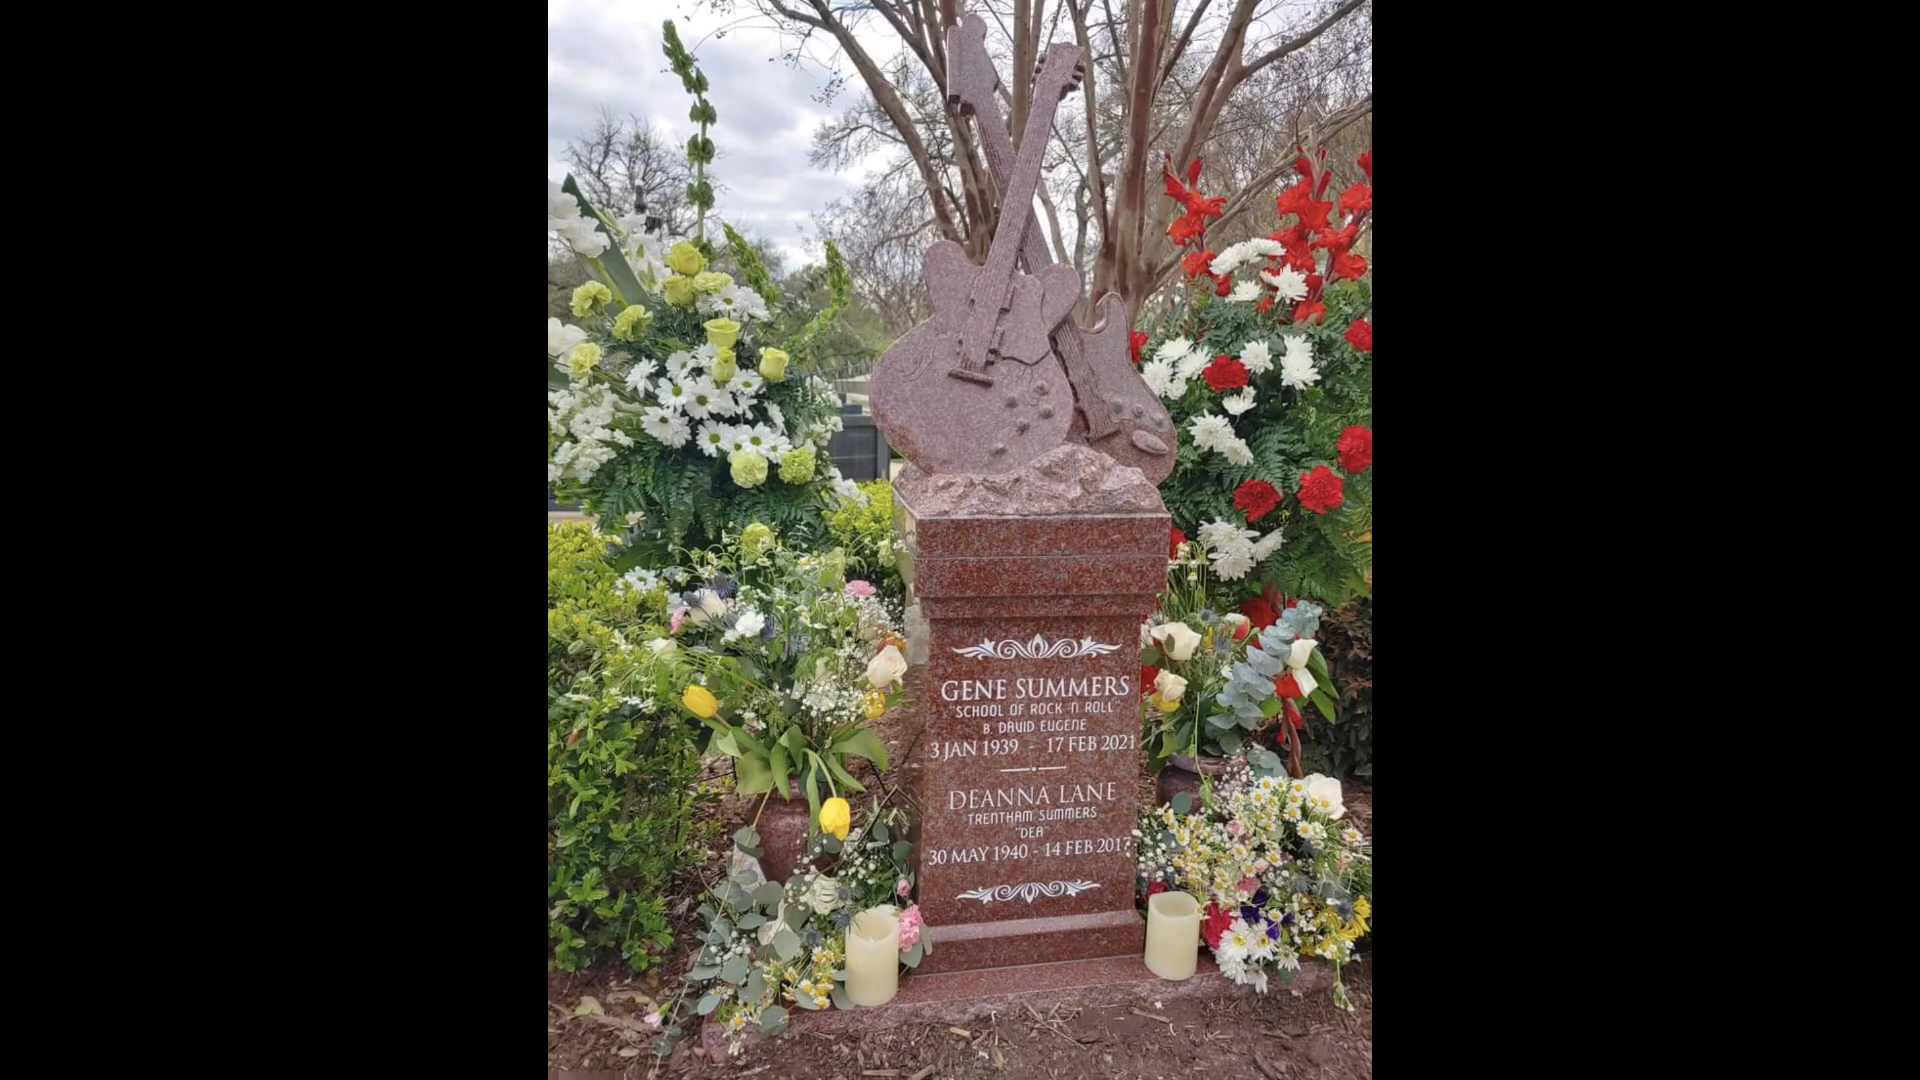 GENE SUMMERS
"SCHOOL OF ROCK 'N ROLL"
B. DAVID EUGENE
3 JAN 1939 - 17 FEB 2021
DEANNA LANE
TRENTHAM SUMMERS
"DEA"
30 MAY 1940 - 14 FEB 2017